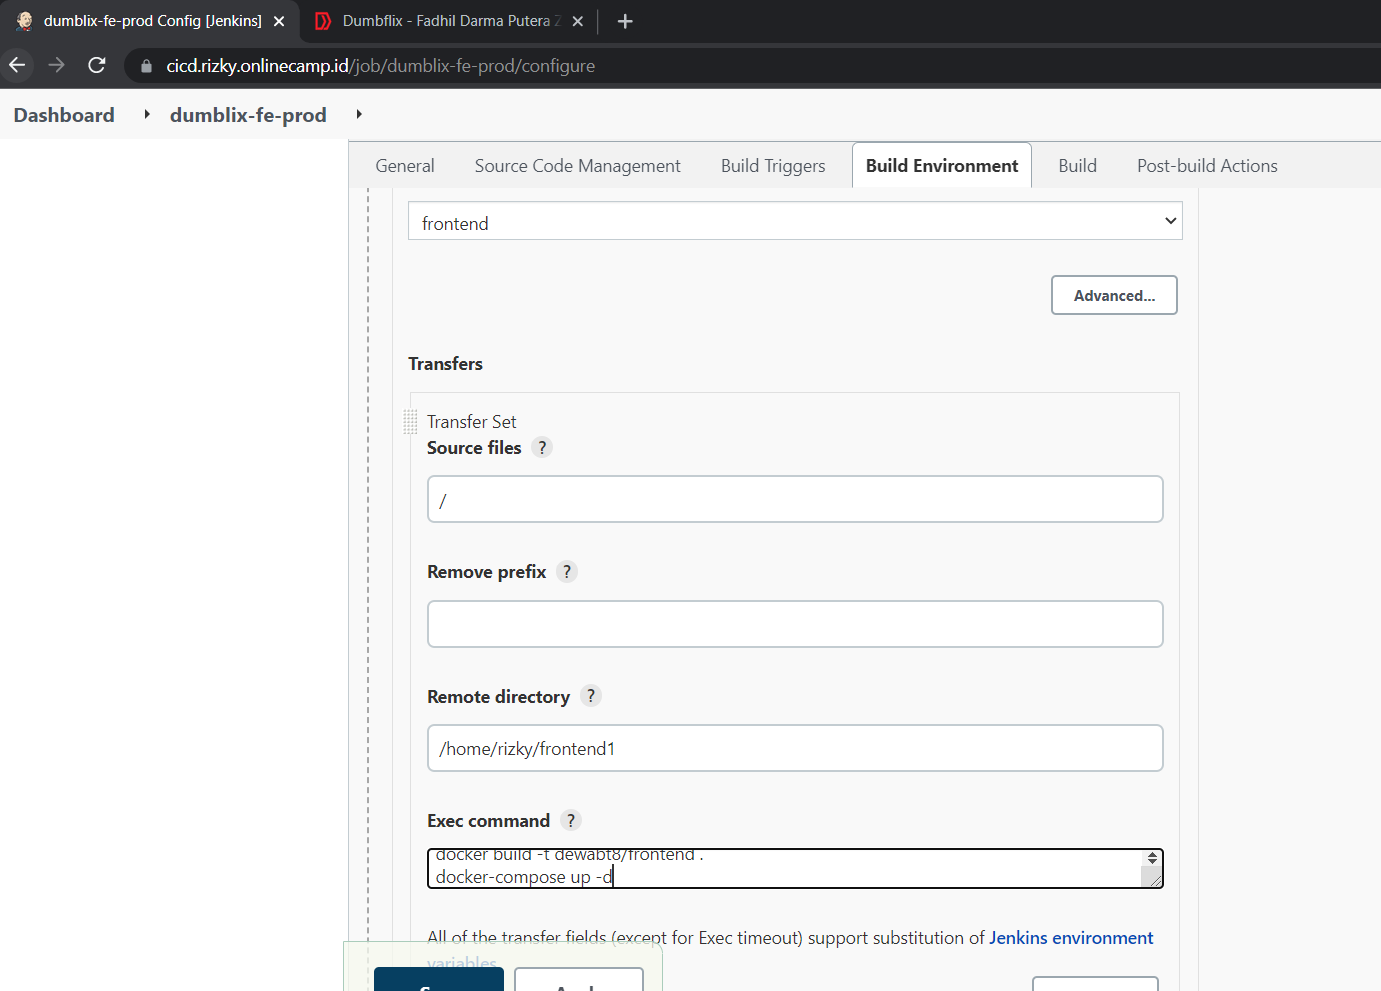 dumblix-fe-prod Config [Jenkins]
Dumbflix - Fadhil Darma Putera Z
cicd.rizky.onlinecamp.id/job/dumblix-fe-prod/configure
Dashboard
dumblix-fe-prod
General
Source Code Management
Build Triggers
Build Environment
Build
Post-build Actions
frontend
Advanced...
Transfers
Transfer Set
Source files ?
/
Remove prefix ?
Remote directory ?
/home/rizky/frontend1
Exec command ?
docker build -t dewabt8/frontend .
docker-compose up -d
All of the transfer fields (except for Exec timeout) support substitution of Jenkins environment
variables